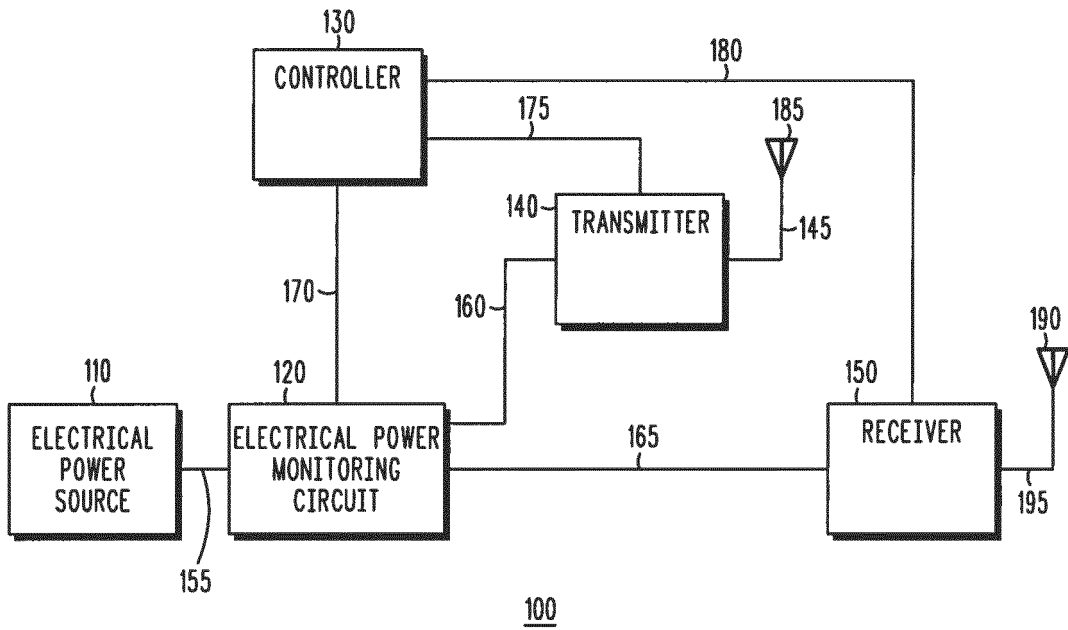 130
CONTROLLER
180
175
185
140
TRANSMITTER
145
170
160
190
110
120
150
ELECTRICAL
POWER
SOURCE
ELECTRICAL POWER
MONITORING
CIRCUIT
165
RECEIVER
195
155
100